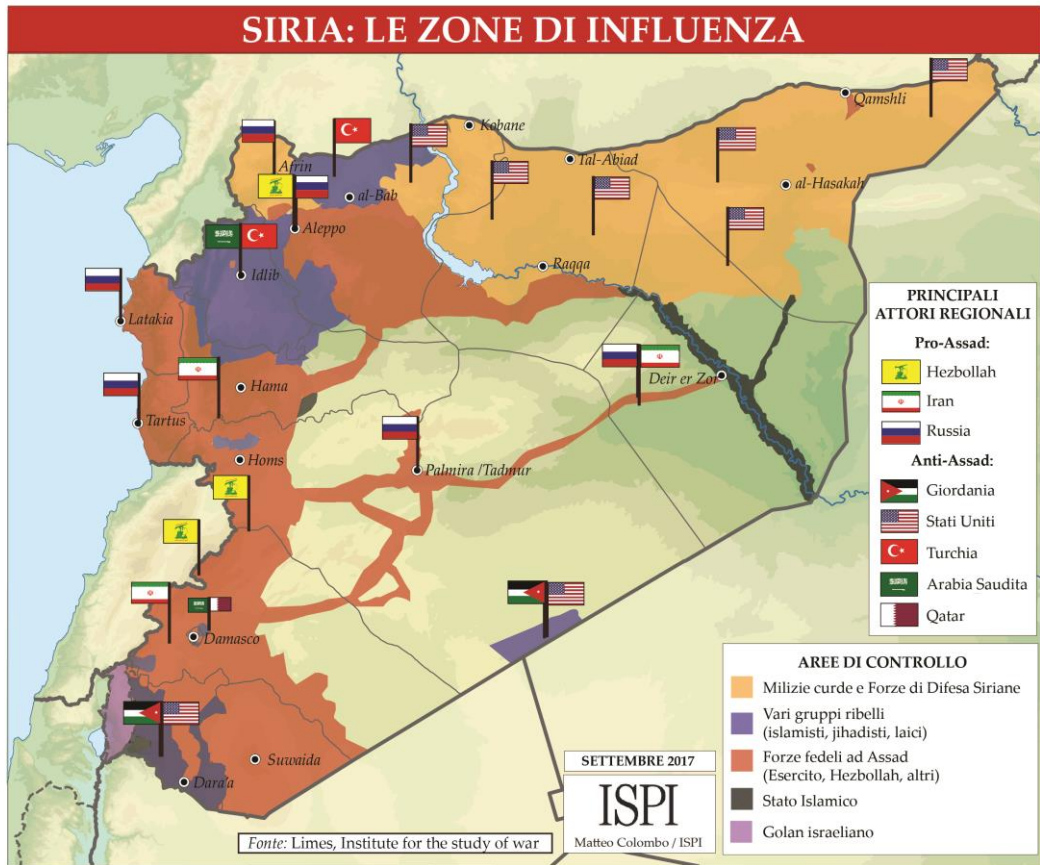 SIRIA: LE ZONE DI INFLUENZA
Qamshli
Kobane
Tal-Abiad
Afrin
al-Hasakah
al-Bab
Aleppo
Raqqa
Idlib
Latakia
Deir er Zor
Hama
Tartus
Homs
Palmira /Tadmur
Damasco
Suwaida
Dara'a
PRINCIPALI
ATTORI REGIONALI
Pro-Assad:
Hezbollah
Iran
Russia
Anti-Assad:
Giordania
Stati Uniti
Turchia
Arabia Saudita
Qatar
AREE DI CONTROLLO
Milizie curde e Forze di Difesa Siriane
Vari gruppi ribelli
(islamisti, jihadisti, laici)
Forze fedeli ad Assad
(Esercito, Hezbollah, altri)
Stato Islamico
Golan israeliano
SETTEMBRE 2017
ISPI
Matteo Colombo / ISPI
Fonte: Limes, Institute for the study of war